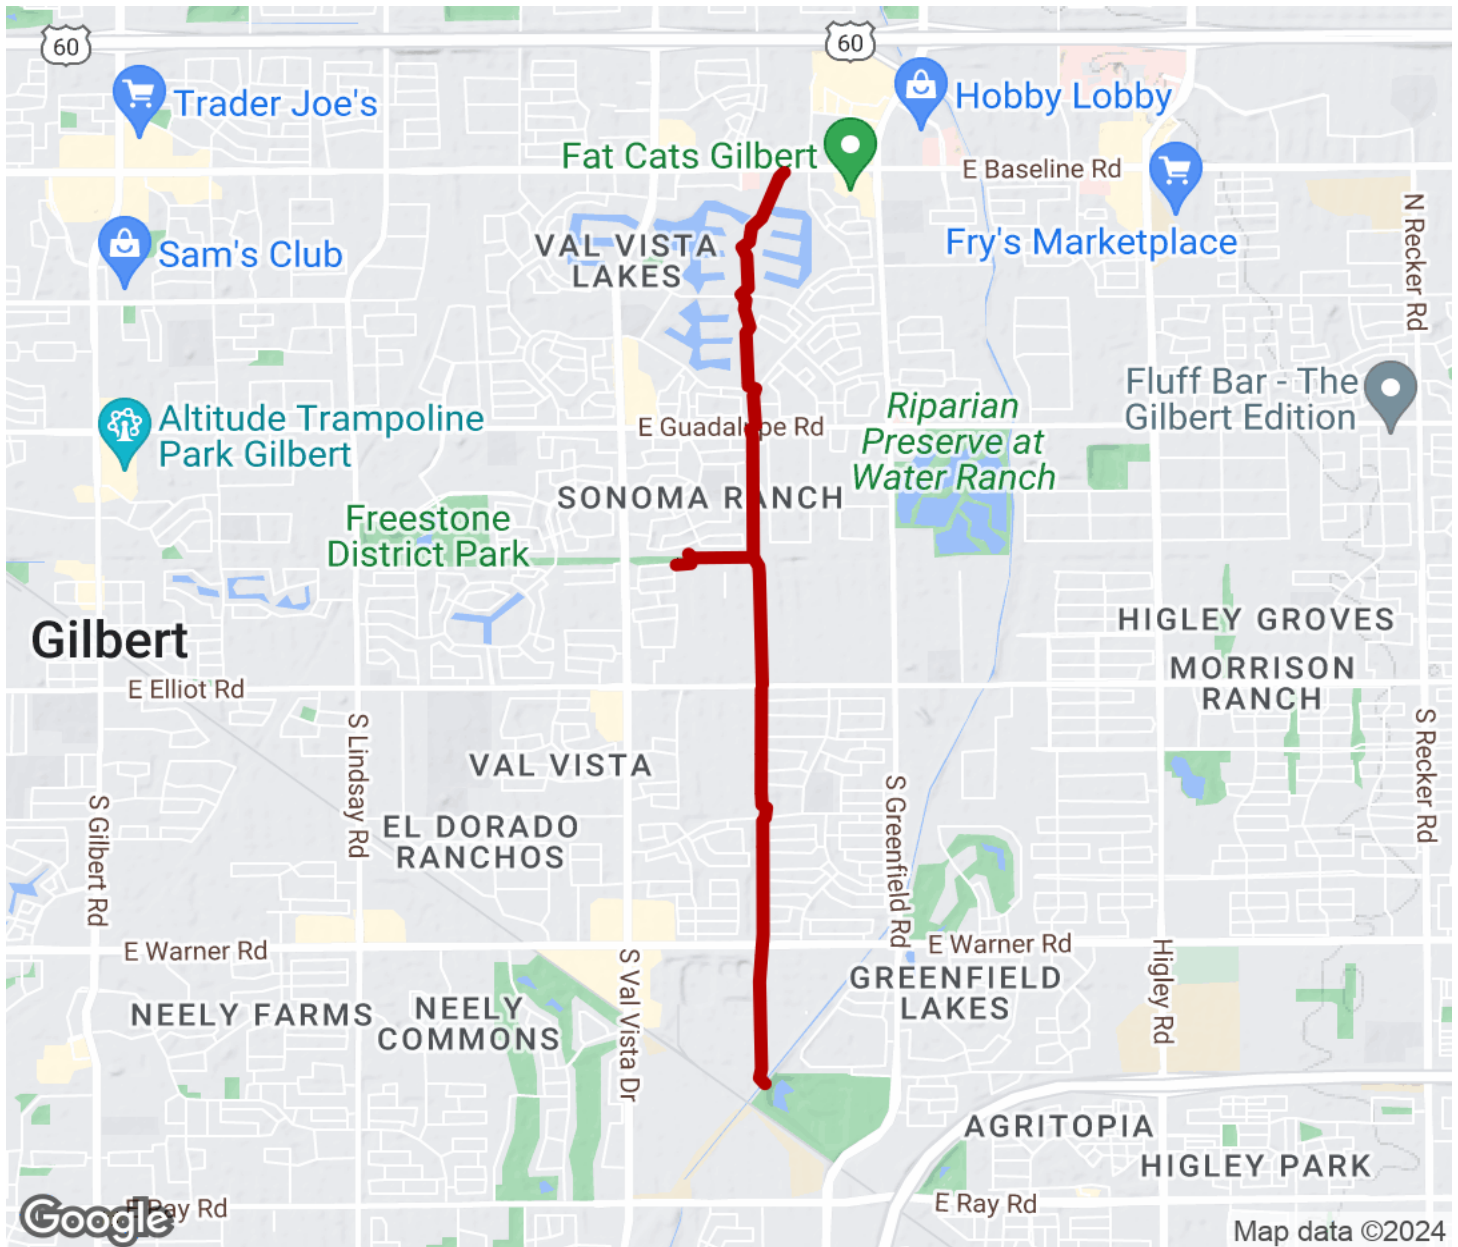 60
60
Trader Joe's
Hobby Lobby
Fat Cats Gilbert
E Baseline Rd
N Recker Rd
Sam's Club
VAL VISTA
LAKES
Fry's Marketplace
Altitude Trampoline
Park Gilbert
E Guadalupe Rd
Riparian
Preserve at
Water Ranch
Fluff Bar - The
Gilbert Edition
SONOMA RANCH
Freestone
District Park
Gilbert
HIGLEY GROVES
MORRISON
RANCH
E Elliot Rd
S Lindsay Rd
S Recker Rd
VAL VISTA
S Gilbert Rd
EL DORADO
RANCHOS
S Greenfield Rd
E Warner Rd
E Warner Rd
S Val Vista Dr
Higley Rd
GREENFIELD
LAKES
NEELY FARMS
NEELY
COMMONS
AGRITOPIA
HIGLEY PARK
E Ray Rd
E Ray Rd
Google
Map data ©2024